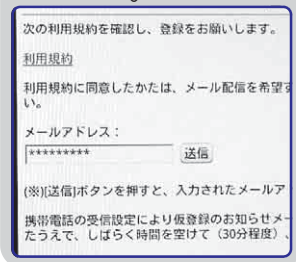 次の利用規約を確認し、登録をお願いします。
利用規約
利用規約に同意したかたは、メール配信を希望す
い。
メールアドレス：
*********
送信
(※)[送信]ボタンを押すと、入力されたメールア
携帯電話の受信設定により仮登録のお知らせメー
たうえで、しばらく時間を空けて（30分程度）、